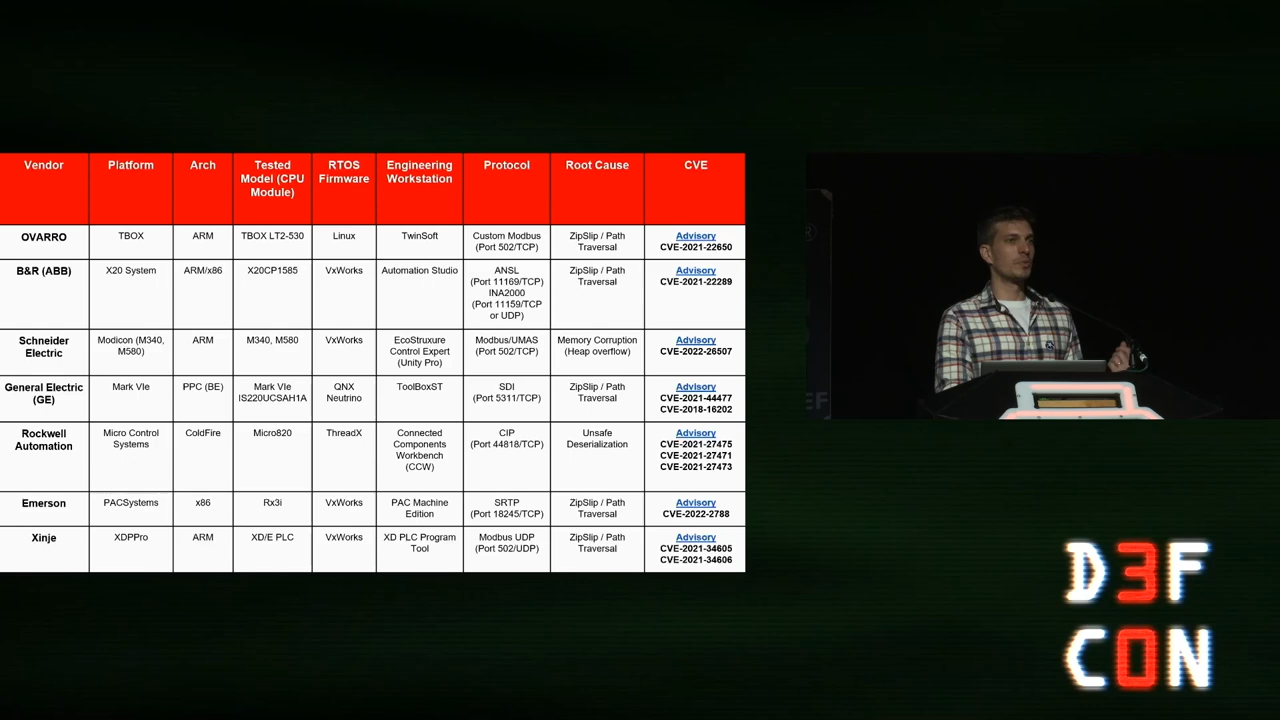 Vendor
Platform
Arch
Tested
Model (CPU
Module)
RTOS
Firmware
Engineering
Workstation
Protocol
Root Cause
CVE
OVARRO
TBOX
ARM
TBOX LT2-530
Linux
TwinSoft
Custom Modbus
(Port 502/TCP)
ZipSlip / Path
Traversal
Advisory
CVE-2021-22650
B&R (ABB)
X20 System
ARM/x86
X20CP1585
VxWorks
Automation Studio
ANSL
(Port 11169/TCP)
INA2000
(Port 11159/TCP
or UDP)
ZipSlip / Path
Traversal
Advisory
CVE-2021-22289
Schneider
Electric
Modicon (M340,
M580)
ARM
M340, M580
VxWorks
EcoStruxure
Control Expert
(Unity Pro)
Modbus/UMAS
(Port 502/TCP)
Memory Corruption
(Heap overflow)
Advisory
CVE-2022-26507
General Electric
(GE)
Mark VIe
PPC (BE)
Mark VIe
IS220UCSAH1A
QNX
Neutrino
ToolBoxST
SDI
(Port 5311/TCP)
ZipSlip / Path
Traversal
Advisory
CVE-2021-44477
CVE-2018-16202
Rockwell
Automation
Micro Control
Systems
ColdFire
Micro820
ThreadX
Connected
Components
Workbench
(CCW)
CIP
(Port 44818/TCP)
Unsafe
Deserialization
Advisory
CVE-2021-27475
CVE-2021-27471
CVE-2021-27473
Emerson
PACSystems
x86
Rx3i
VxWorks
PAC Machine
Edition
SRTP
(Port 18245/TCP)
ZipSlip / Path
Traversal
Advisory
CVE-2022-2788
Xinje
XDPPro
ARM
XD/E PLC
VxWorks
XD PLC Program
Tool
Modbus UDP
(Port 502/UDP)
ZipSlip / Path
Traversal
Advisory
CVE-2021-34605
CVE-2021-34606
EF
D3F
C0N